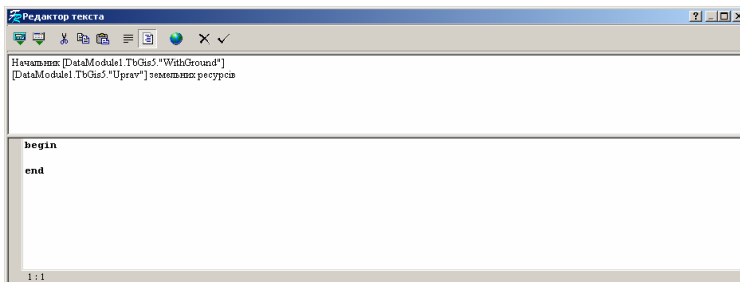 Редактор текста
Начальник [DataModule1.TbGis5."WithGround"]
[DataModule1.TbGis5."Uprav"] земельних ресурсів
begin
end
1 : 1